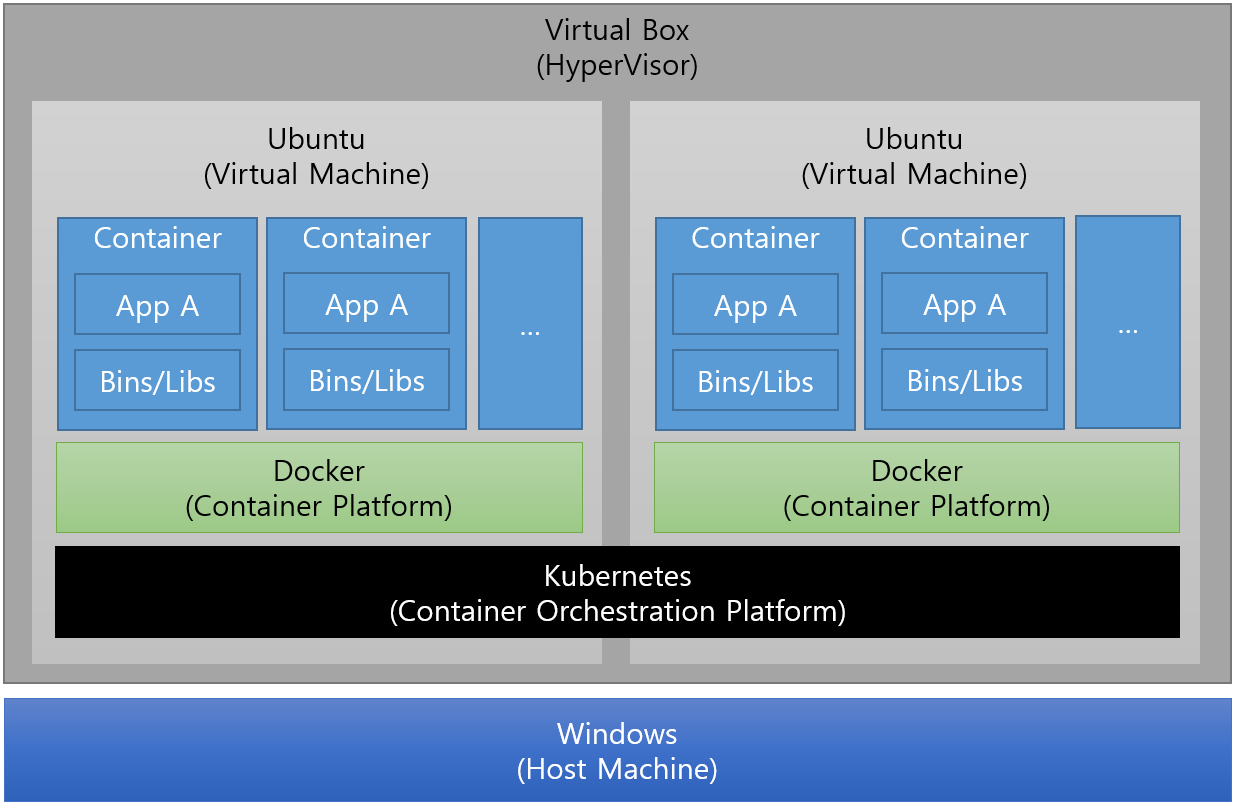 Virtual Box
(HyperVisor)
Ubuntu
(Virtual Machine)
Container
App A
Bins/Libs
Container
App A
Bins/Libs
...
Docker
(Container Platform)
Ubuntu
(Virtual Machine)
Container
App A
Bins/Libs
Container
App A
Bins/Libs
...
Docker
(Container Platform)
Kubernetes
(Container Orchestration Platform)
Windows
(Host Machine)